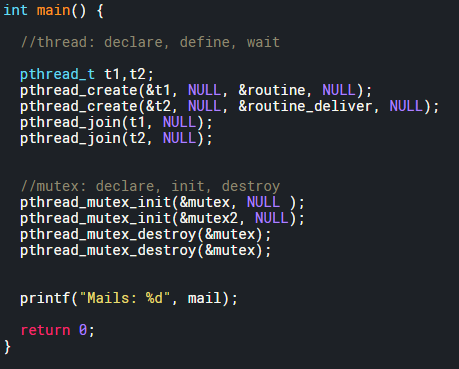 int main() {
//thread: declare, define, wait
pthread_t t1,t2;
pthread_create(&t1, NULL, &routine, NULL);
pthread_create(&t2, NULL, &routine_deliver, NULL);
pthread_join(t1, NULL);
pthread_join(t2, NULL);
//mutex: declare, init, destroy
pthread_mutex_init(&mutex, NULL );
pthread_mutex_init(&mutex2, NULL);
pthread_mutex_destroy(&mutex);
pthread_mutex_destroy(&mutex);
printf("Mails: %d", mail);
return 0;
}